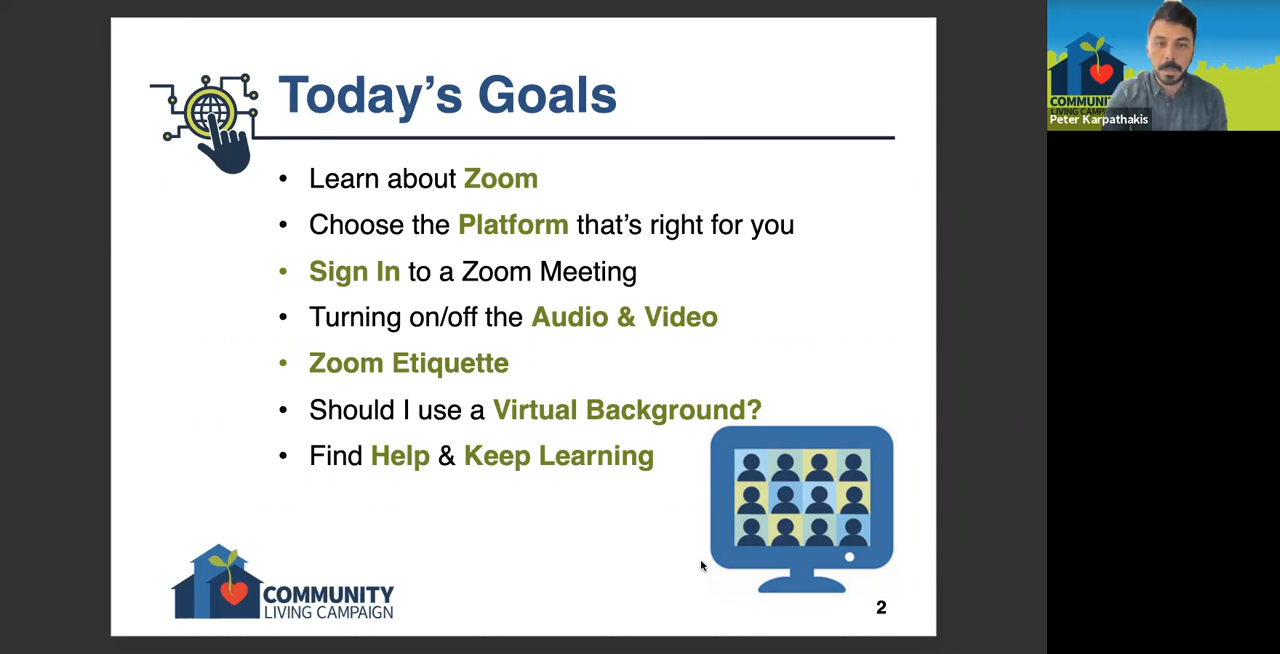 Today’s Goals
• Learn about Zoom
• Choose the Platform that’s right for you
• Sign In to a Zoom Meeting
• Turning on/off the Audio & Video
• Zoom Etiquette
• Should I use a Virtual Background?
• Find Help & Keep Learning
COMMUNITY
LIVING CAMPAIGN
2
COMMUNI
LIVING CAMP
Peter Karpathakis